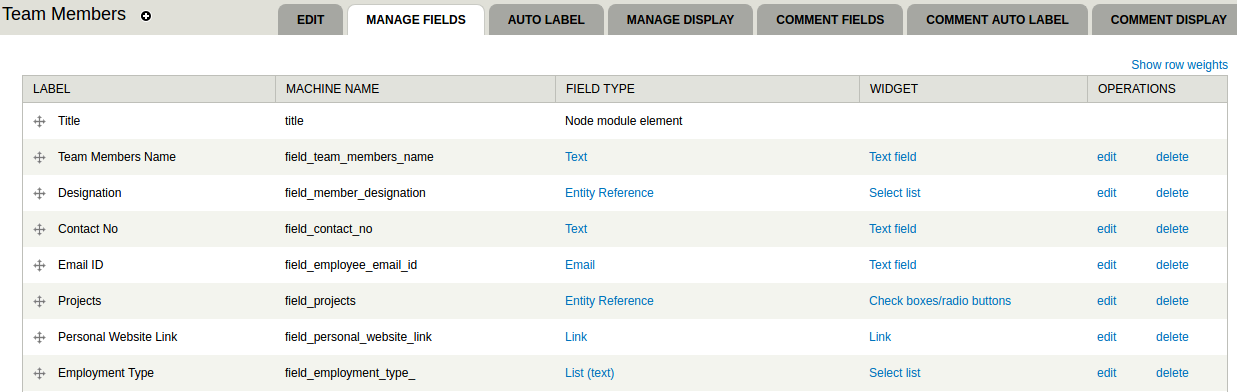 Team Members
EDIT MANAGE FIELDS AUTO LABEL MANAGE DISPLAY COMMENT FIELDS COMMENT AUTO LABEL COMMENT DISPLAY
Show row weights
LABEL MACHINE NAME FIELD TYPE WIDGET OPERATIONS
Title title Node module element
Team Members Name field_team_members_name Text Text field edit delete
Designation field_member_designation Entity Reference Select list edit delete
Contact No field_contact_no Text Text field edit delete
Email ID field_employee_email_id Email Text field edit delete
Projects field_projects Entity Reference Check boxes/radio buttons edit delete
Personal Website Link field_personal_website_link Link Link edit delete
Employment Type field_employment_type_ List (text) Select list edit delete